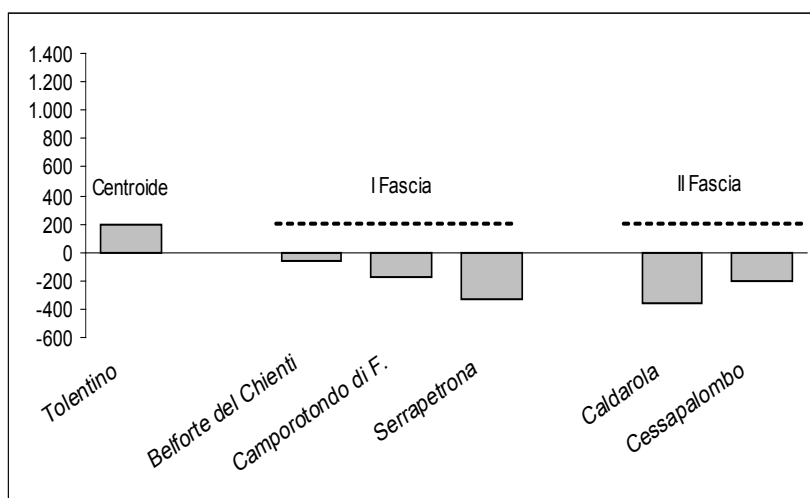 1.400
1.200
1.000
800
600
400
200
0
-200
-400
-600
Centroide
I Fascia
II Fascia
Tolentino
Belforte del Chienti
Camporotondo di F.
Serrapetrona
Caldarola
Cessapalombo